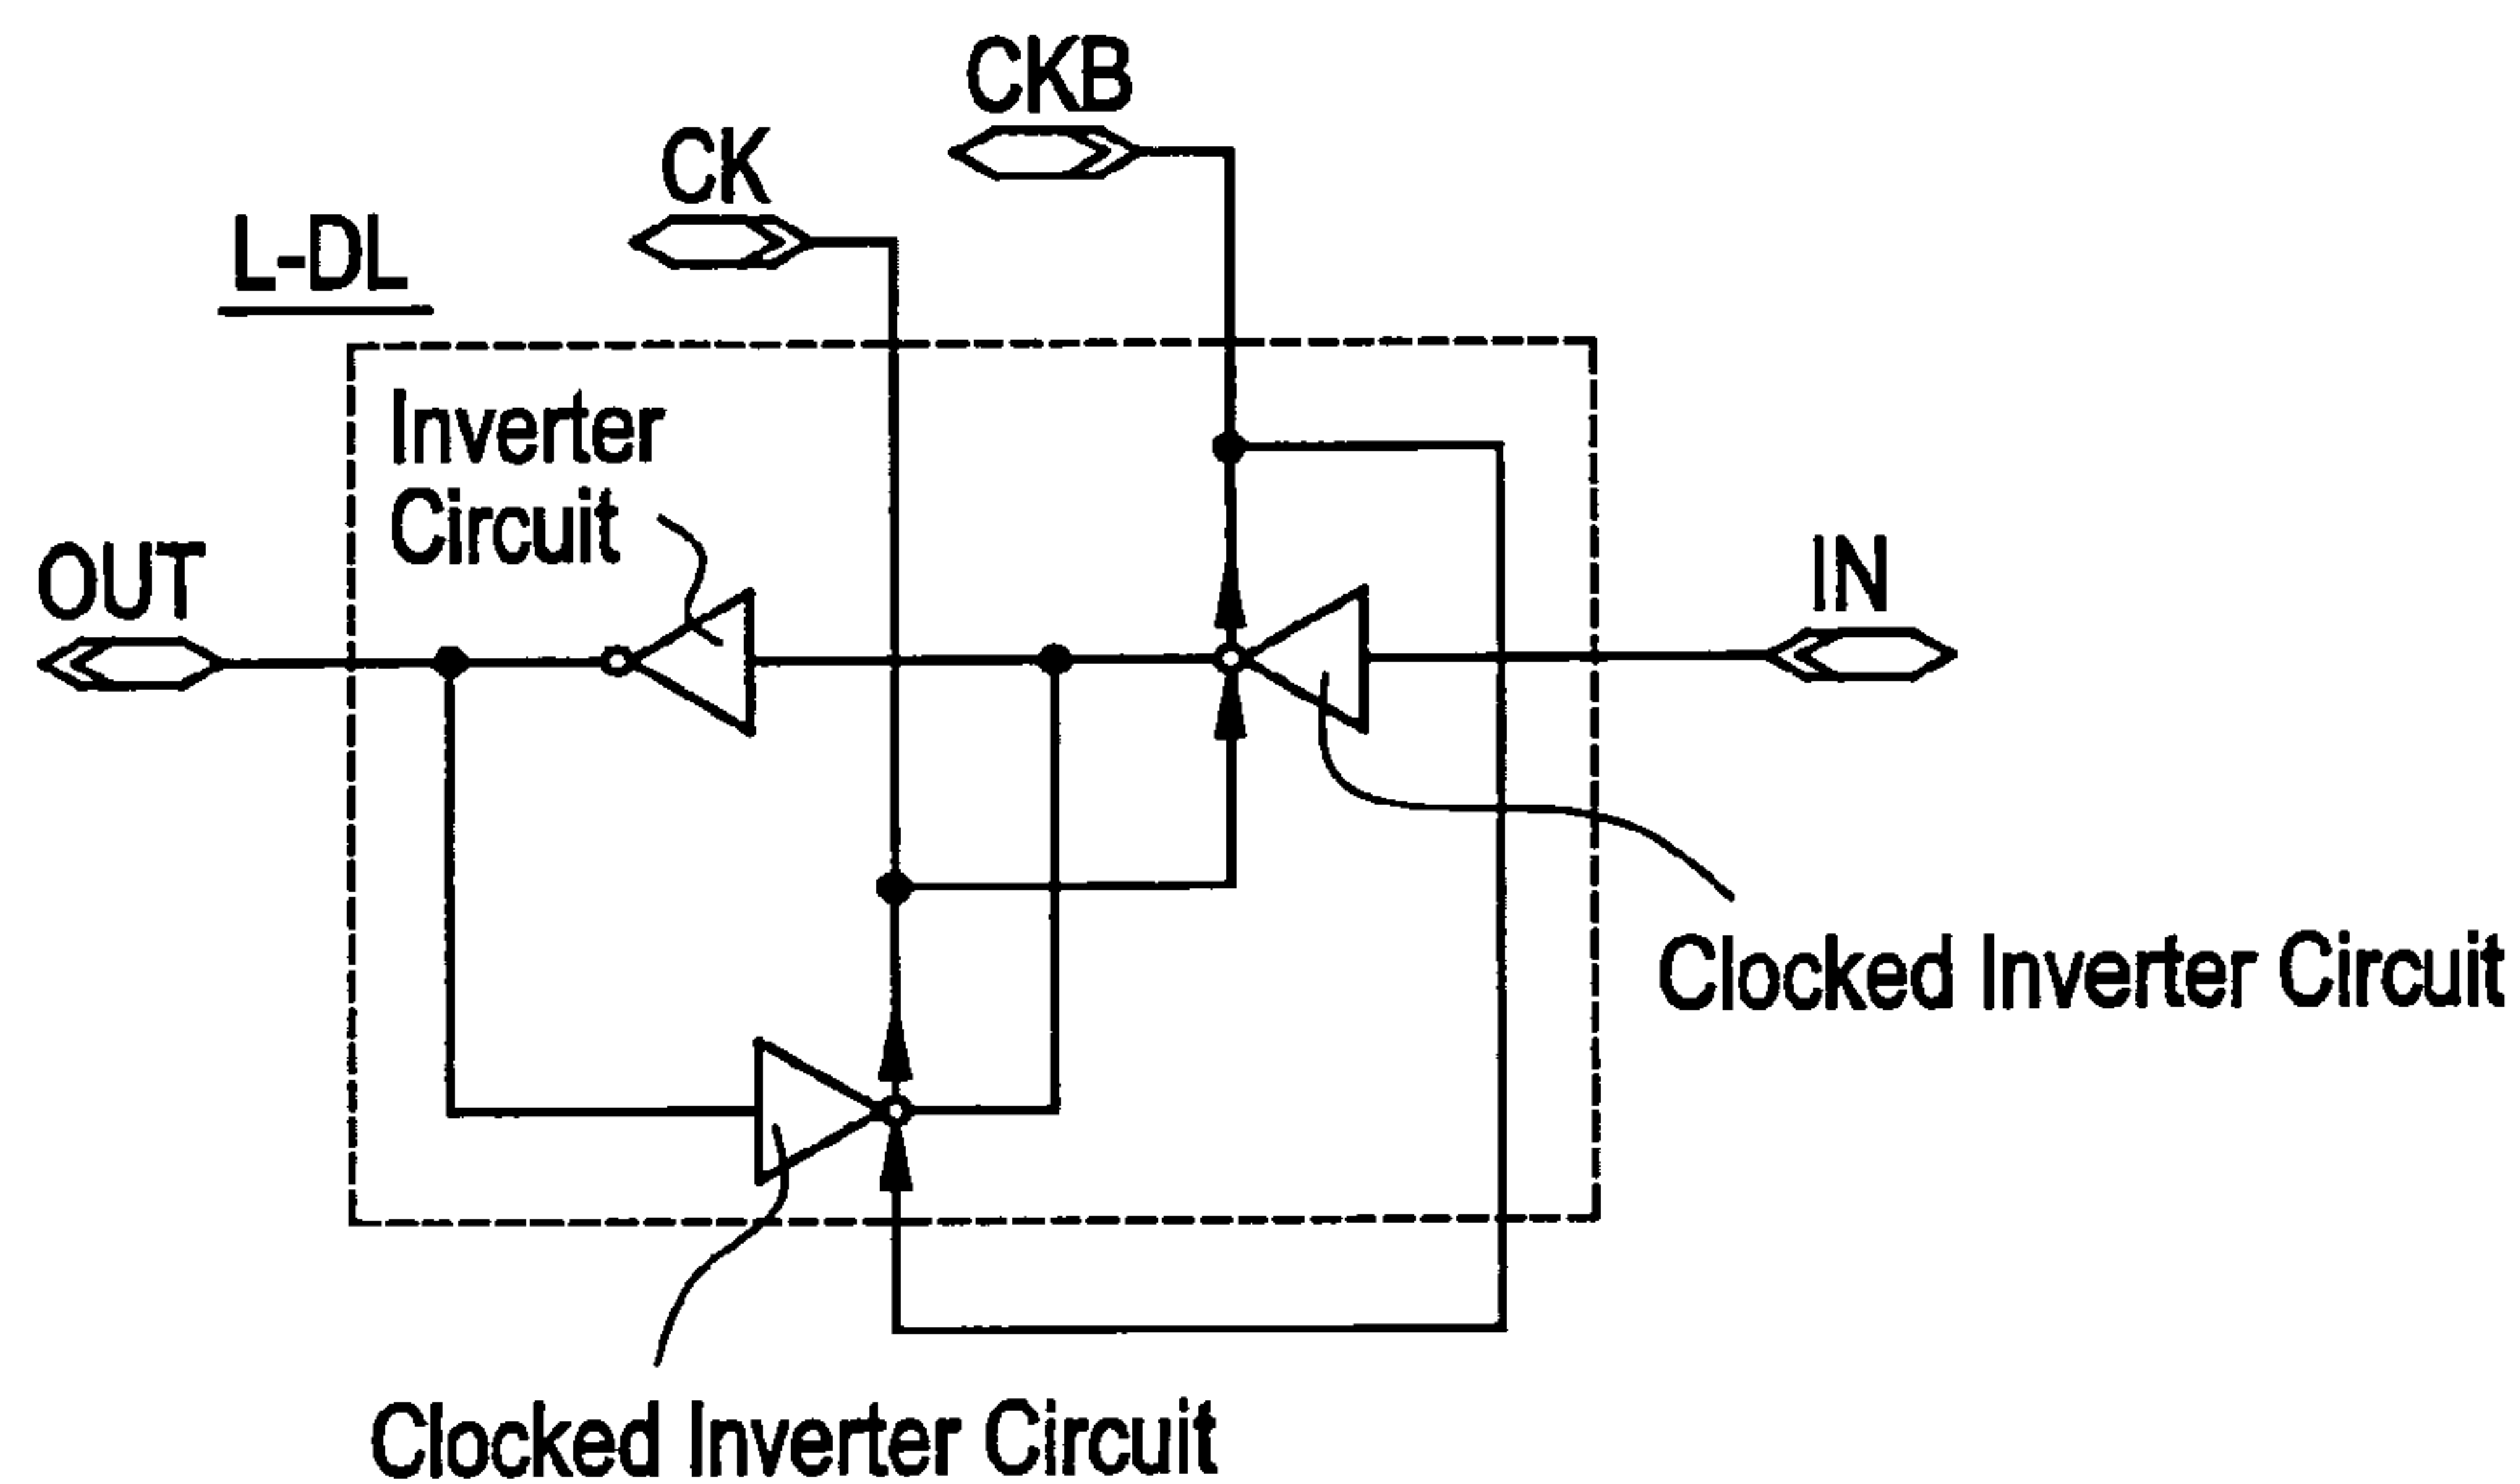 CKB
CK
L-DL
Inverter
Circuit
OUT
IN
Clocked Inverter Circuit
Clocked Inverter Circuit